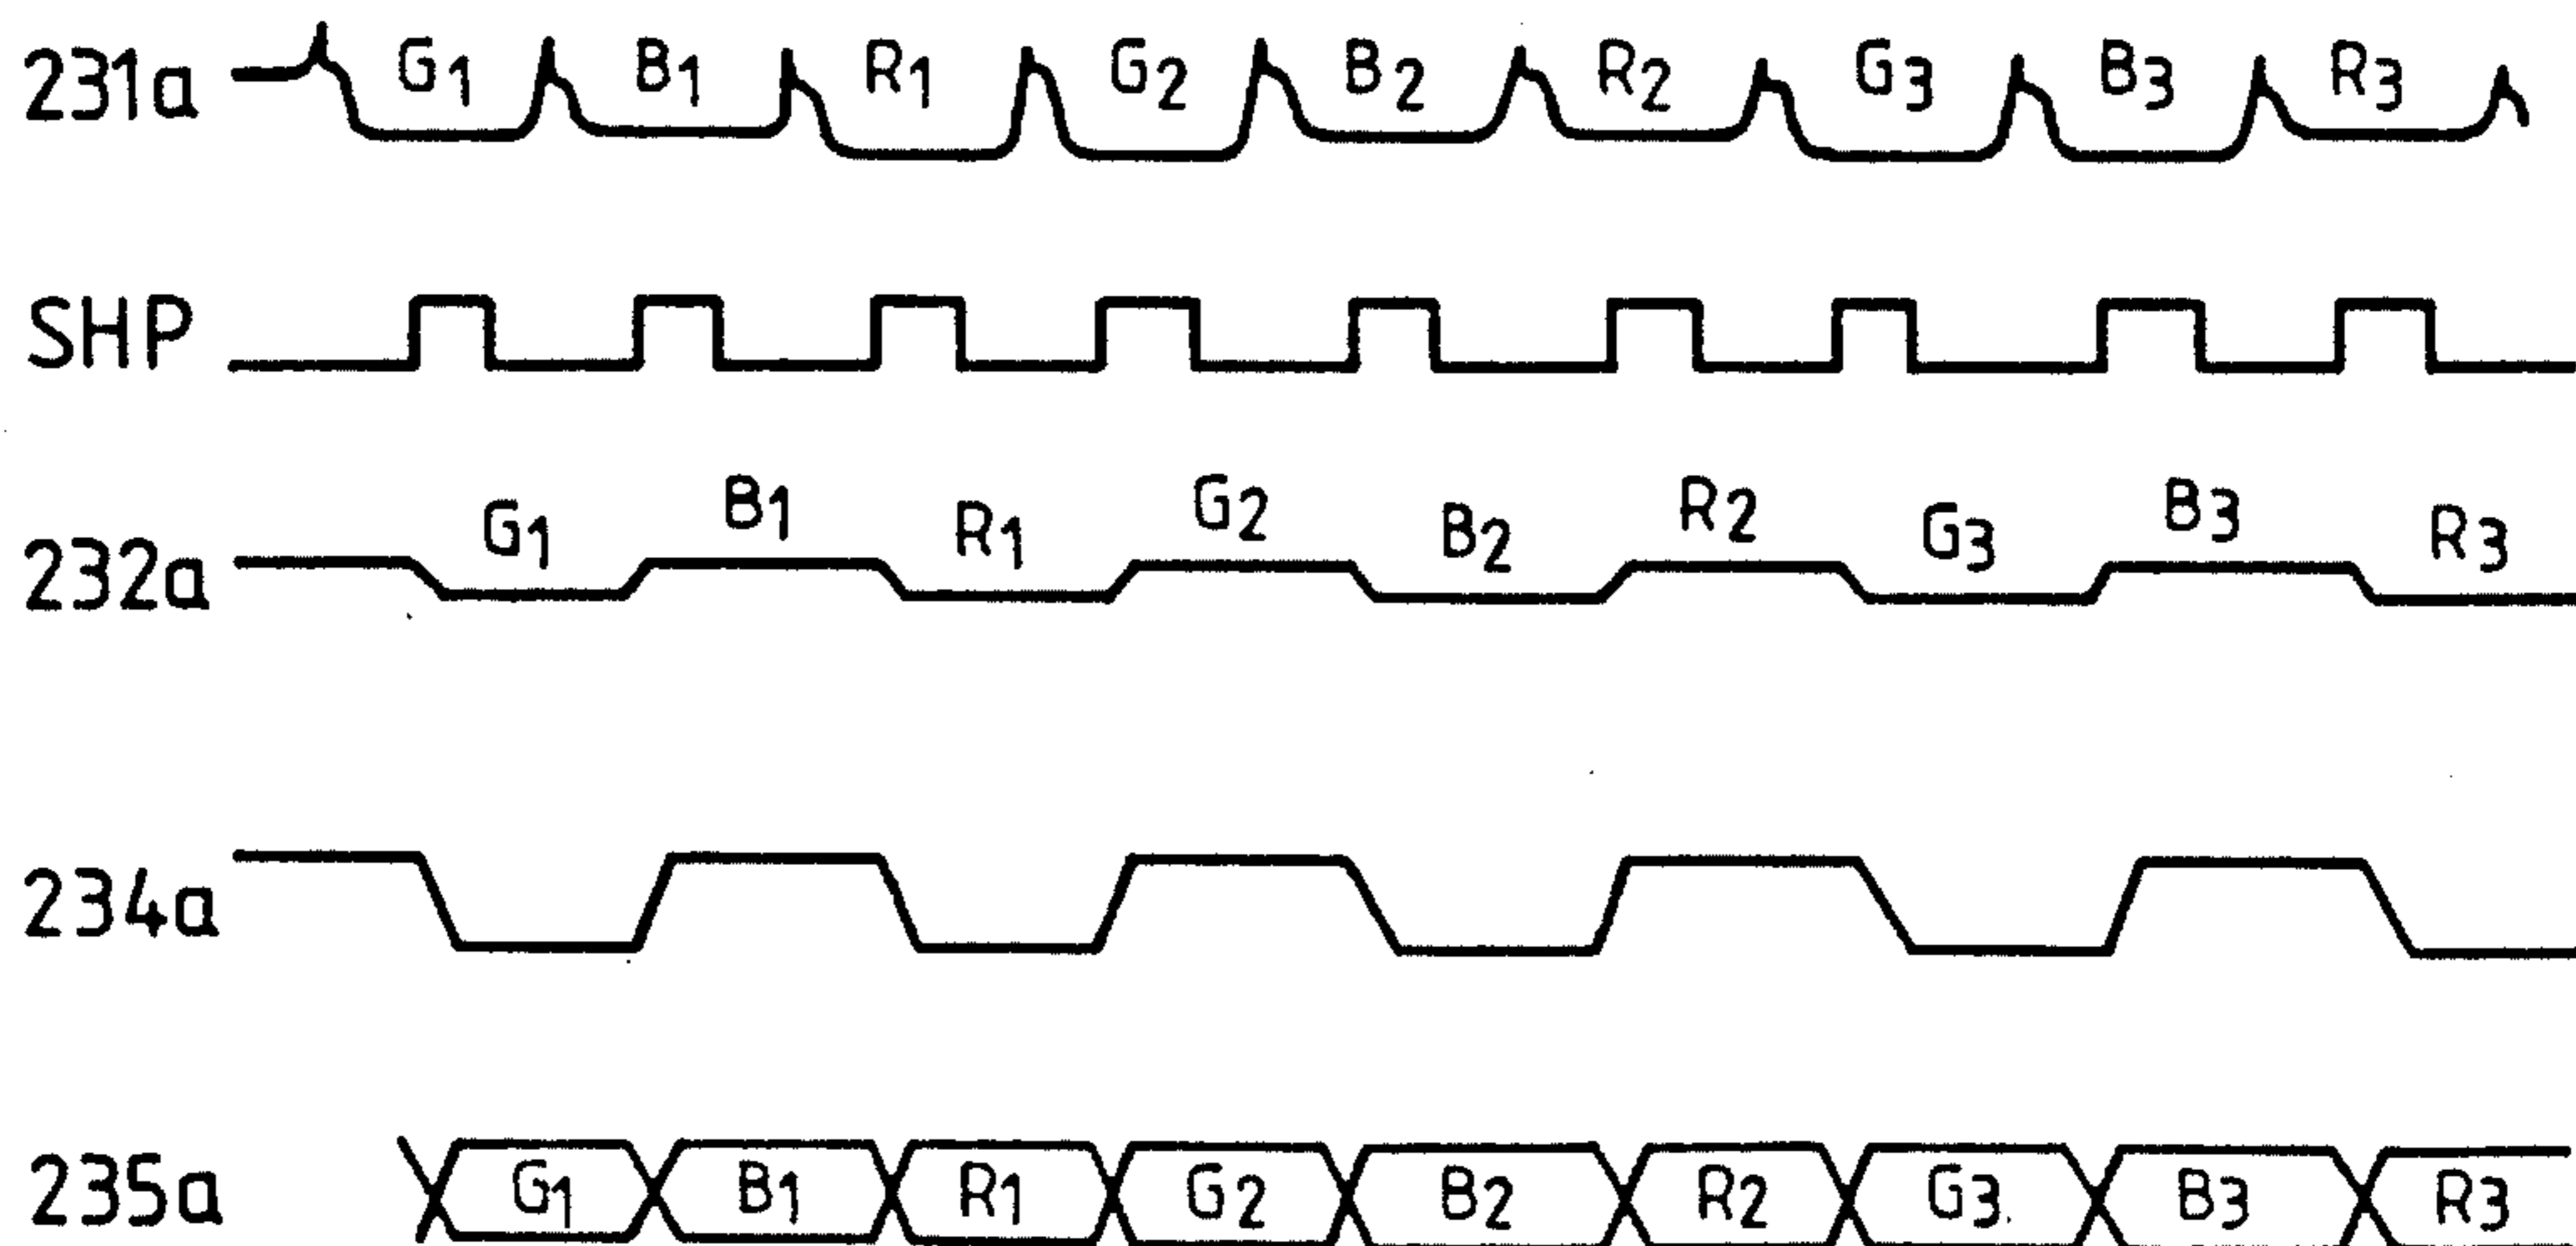 231a G1 B1 R1 G2 B2 R2 G3 B3 R3
SHP
232a G1 B1 R1 G2 B2 R2 G3 B3 R3
234a
235a G1 B1 R1 G2 B2 R2 G3 B3 R3